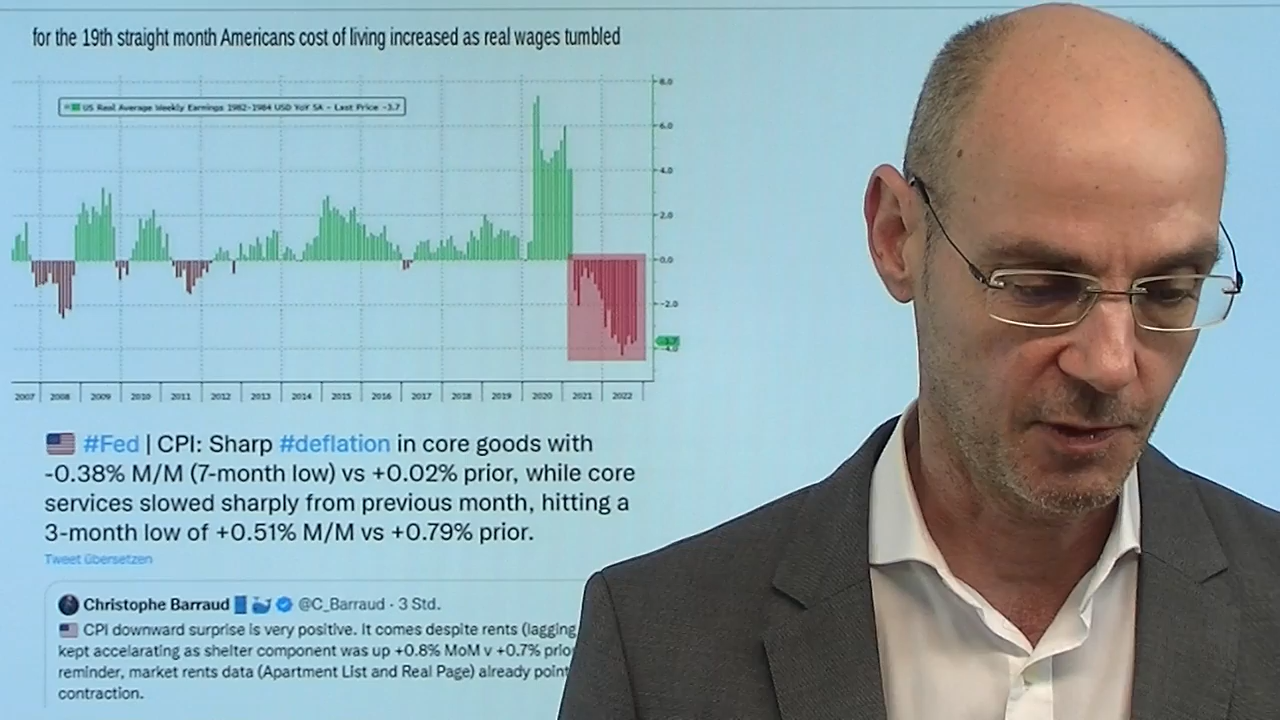 for the 19th straight month Americans cost of living increased as real wages tumbled
US Real Average Weekly Earnings 1982-1984 USD YoY SA - Last Price -3.7
8.0
6.0
4.0
2.0
0.0
-2.0
-3.7
-4.0
2007 2008 2009 2010 2011 2012 2013 2014 2015 2016 2017 2018 2019 2020 2021 2022
#Fed | CPI: Sharp #deflation in core goods with
-0.38% M/M (7-month low) vs +0.02% prior, while core
services slowed sharply from previous month, hitting a
3-month low of +0.51% M/M vs +0.79% prior.
Tweet übersetzen
Christophe Barraud @C_Barraud · 3 Std.
CPI downward surprise is very positive. It comes despite rents (lagging
kept accelarating as shelter component was up +0.8% MoM v +0.7% prio
reminder, market rents data (Apartment List and Real Page) already point
contraction.